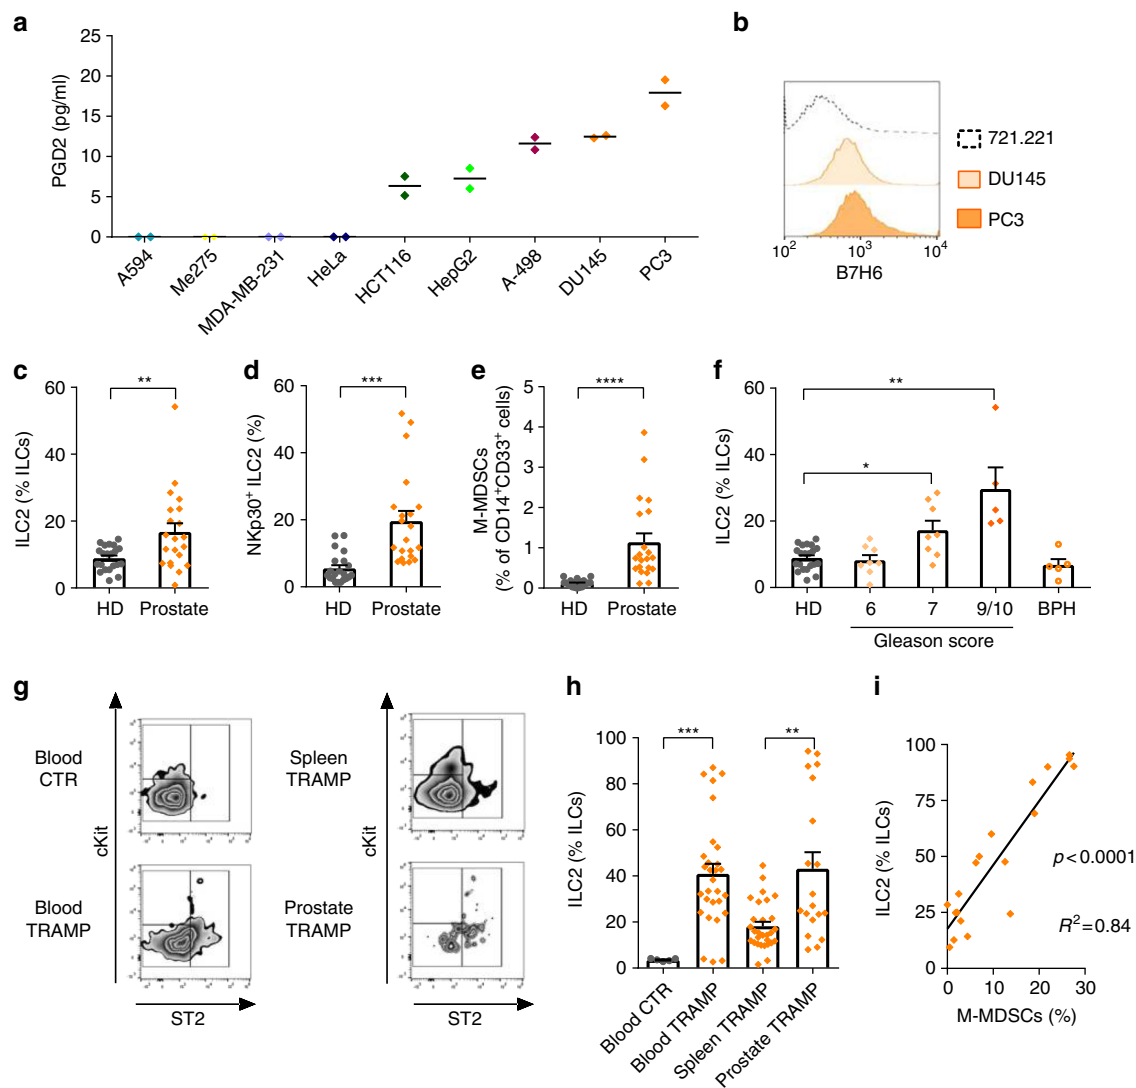 a
PGD2 (pg/ml)
25
20
15
10
5
0
A594
Me275
MDA-MB-231
HeLa
HCT116
HepG2
A-498
DU145
PC3
b
721.221
DU145
PC3
10² 10³ 10⁴
B7H6
c
ILC2 (% ILCs)
60
40
20
0
**
HD Prostate
d
NKp30⁺ ILC2 (%)
60
40
20
0
***
HD Prostate
e
M-MDSCs
(% of CD14⁺CD33⁺ cells)
5
4
3
2
1
0
****
HD Prostate
f
ILC2 (% ILCs)
60
40
20
0
**
*
HD 6 7 9/10 BPH
Gleason score
g
cKit
Blood
CTR
Blood
TRAMP
ST2
cKit
Spleen
TRAMP
Prostate
TRAMP
ST2
h
ILC2 (% ILCs)
100
80
60
40
20
0
*** **
Blood CTR
Blood TRAMP
Spleen TRAMP
Prostate TRAMP
i
ILC2 (% ILCs)
100
75
50
25
0
p<0.0001
R²=0.84
0 10 20 30
M-MDSCs (%)